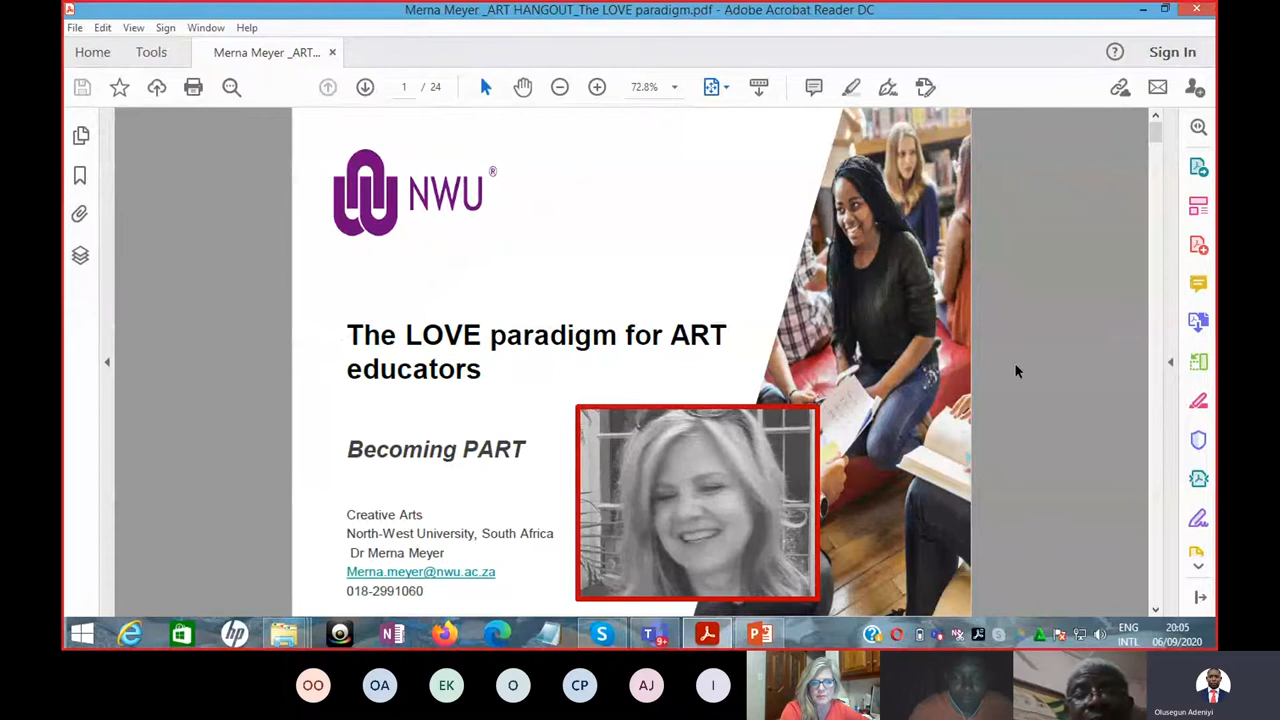 Merna Meyer _ART HANGOUT_The LOVE paradigm.pdf - Adobe Acrobat Reader DC
File Edit View Sign Window Help
Home Tools Merna Meyer _ART... × Sign In
1 / 24 72.8%
NWU®
The LOVE paradigm for ART
educators
Becoming PART
Creative Arts
North-West University, South Africa
Dr Merna Meyer
Merna.meyer@nwu.ac.za
018-2991060
9+
ENG 20:05
INTL 06/09/2020
OO OA EK O CP AJ I
Olusegun Adeniyi